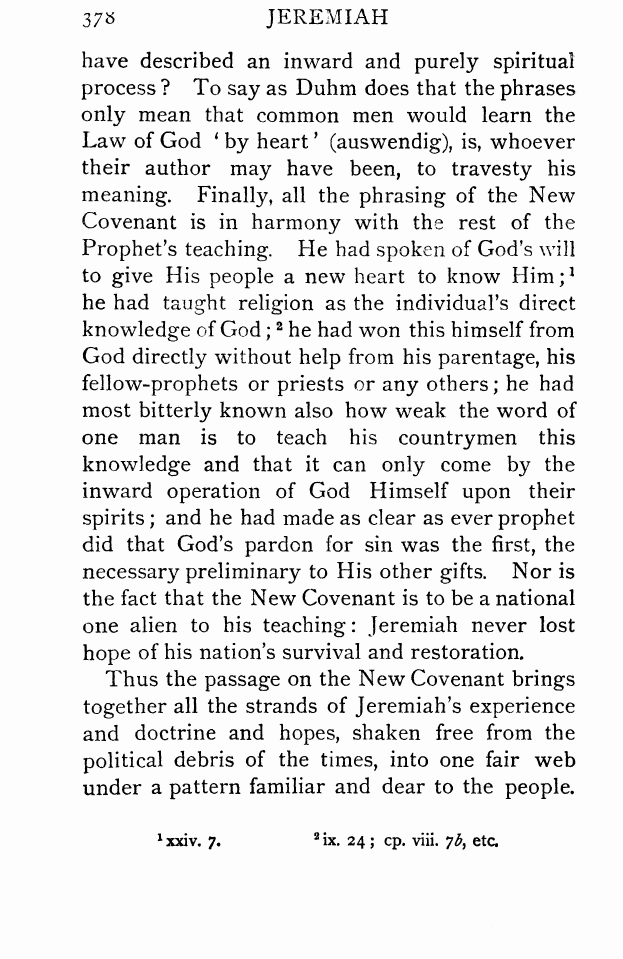 378 JEREMIAH
have described an inward and purely spiritual
process? To say as Duhm does that the phrases
only mean that common men would learn the
Law of God ‘by heart’ (auswendig), is, whoever
their author may have been, to travesty his
meaning. Finally, all the phrasing of the New
Covenant is in harmony with the rest of the
Prophet's teaching. He had spoken of God's will
to give His people a new heart to know Him;¹
he had taught religion as the individual's direct
knowledge of God;² he had won this himself from
God directly without help from his parentage, his
fellow-prophets or priests or any others; he had
most bitterly known also how weak the word of
one man is to teach his countrymen this
knowledge and that it can only come by the
inward operation of God Himself upon their
spirits; and he had made as clear as ever prophet
did that God's pardon for sin was the first, the
necessary preliminary to His other gifts. Nor is
the fact that the New Covenant is to be a national
one alien to his teaching: Jeremiah never lost
hope of his nation's survival and restoration.
Thus the passage on the New Covenant brings
together all the strands of Jeremiah's experience
and doctrine and hopes, shaken free from the
political debris of the times, into one fair web
under a pattern familiar and dear to the people.
¹ xxiv. 7. ² ix. 24; cp. viii. 7b, etc.